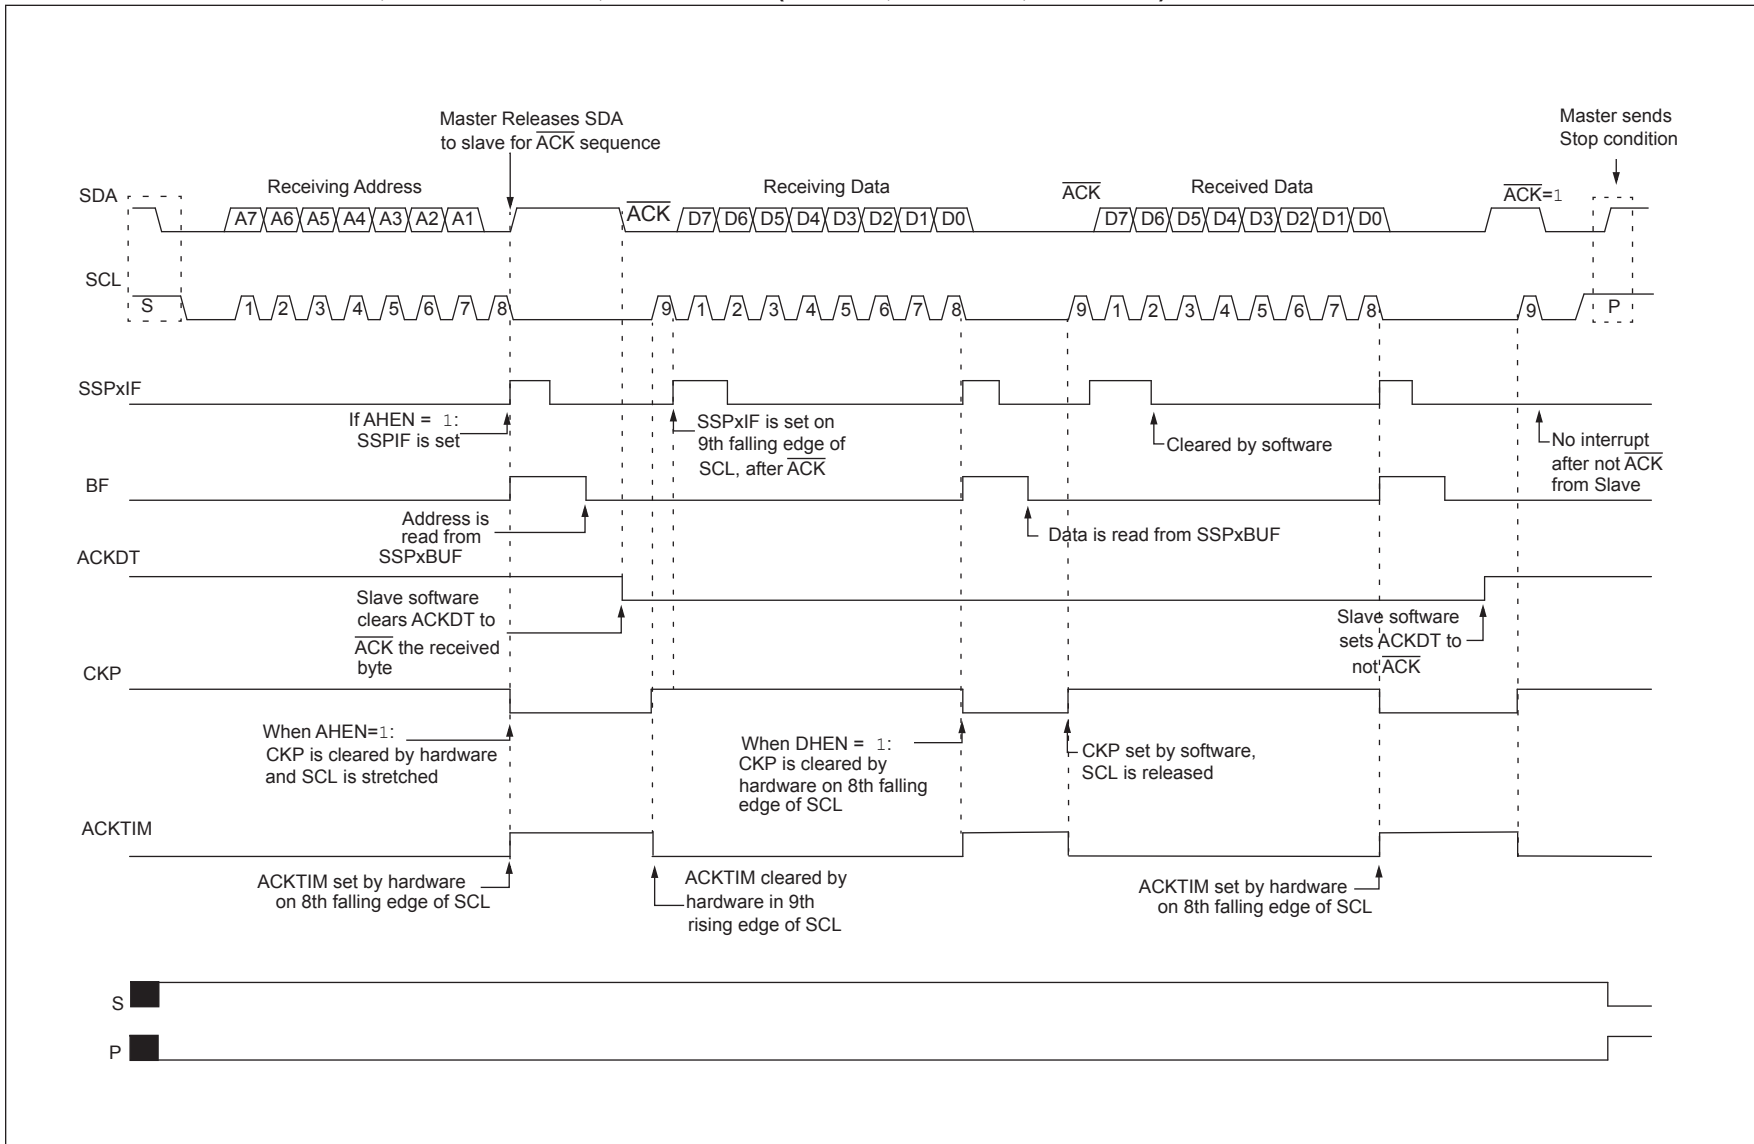 Master Releases SDA
to slave for ACK sequence
Master sends
Stop condition
SDA
Receiving Address
ACK
Receiving Data
ACK
Received Data
ACK=1
A7 A6 A5 A4 A3 A2 A1
D7 D6 D5 D4 D3 D2 D1 D0
D7 D6 D5 D4 D3 D2 D1 D0
SCL
S
1 2 3 4 5 6 7 8
9 1 2 3 4 5 6 7 8
9 1 2 3 4 5 6 7 8
9
P
SSPxIF
If AHEN = 1:
SSPIF is set
SSPxIF is set on
9th falling edge of
SCL, after ACK
Cleared by software
No interrupt
after not ACK
from Slave
BF
Address is
read from
SSPxBUF
Data is read from SSPxBUF
ACKDT
Slave software
clears ACKDT to
ACK the received
byte
Slave software
sets ACKDT to
not ACK
CKP
When AHEN=1:
CKP is cleared by hardware
and SCL is stretched
When DHEN = 1:
CKP is cleared by
hardware on 8th falling
edge of SCL
CKP set by software,
SCL is released
ACKTIM
ACKTIM set by hardware
on 8th falling edge of SCL
ACKTIM cleared by
hardware in 9th
rising edge of SCL
ACKTIM set by hardware
on 8th falling edge of SCL
S
P